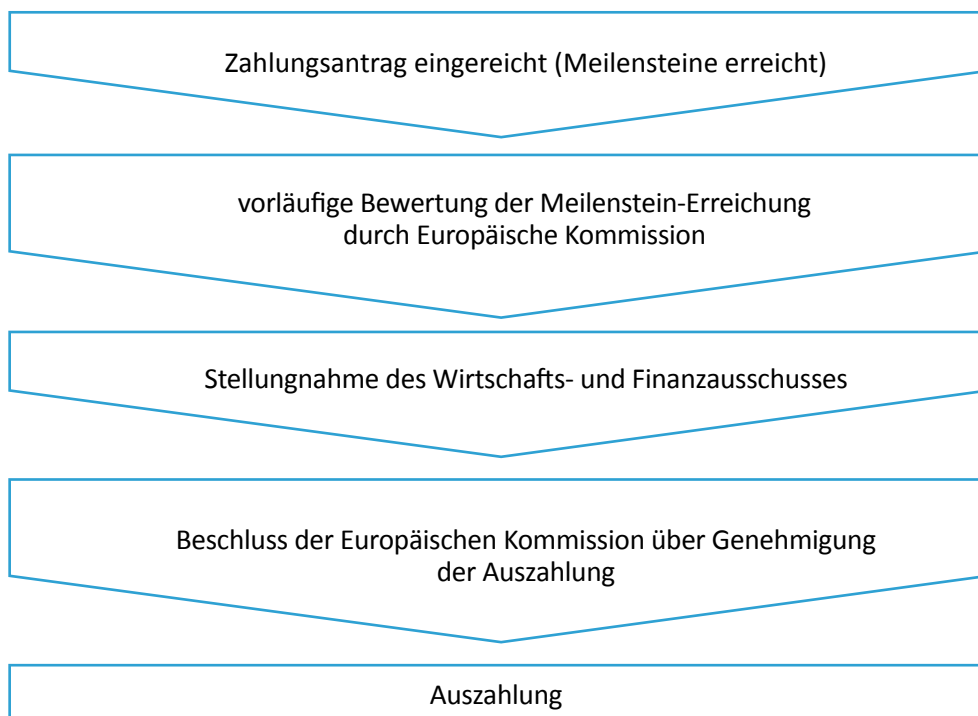 Zahlungsantrag eingereicht (Meilensteine erreicht)
vorläufige Bewertung der Meilenstein-Erreichung
durch Europäische Kommission
Stellungnahme des Wirtschafts- und Finanzausschusses
Beschluss der Europäischen Kommission über Genehmigung
der Auszahlung
Auszahlung